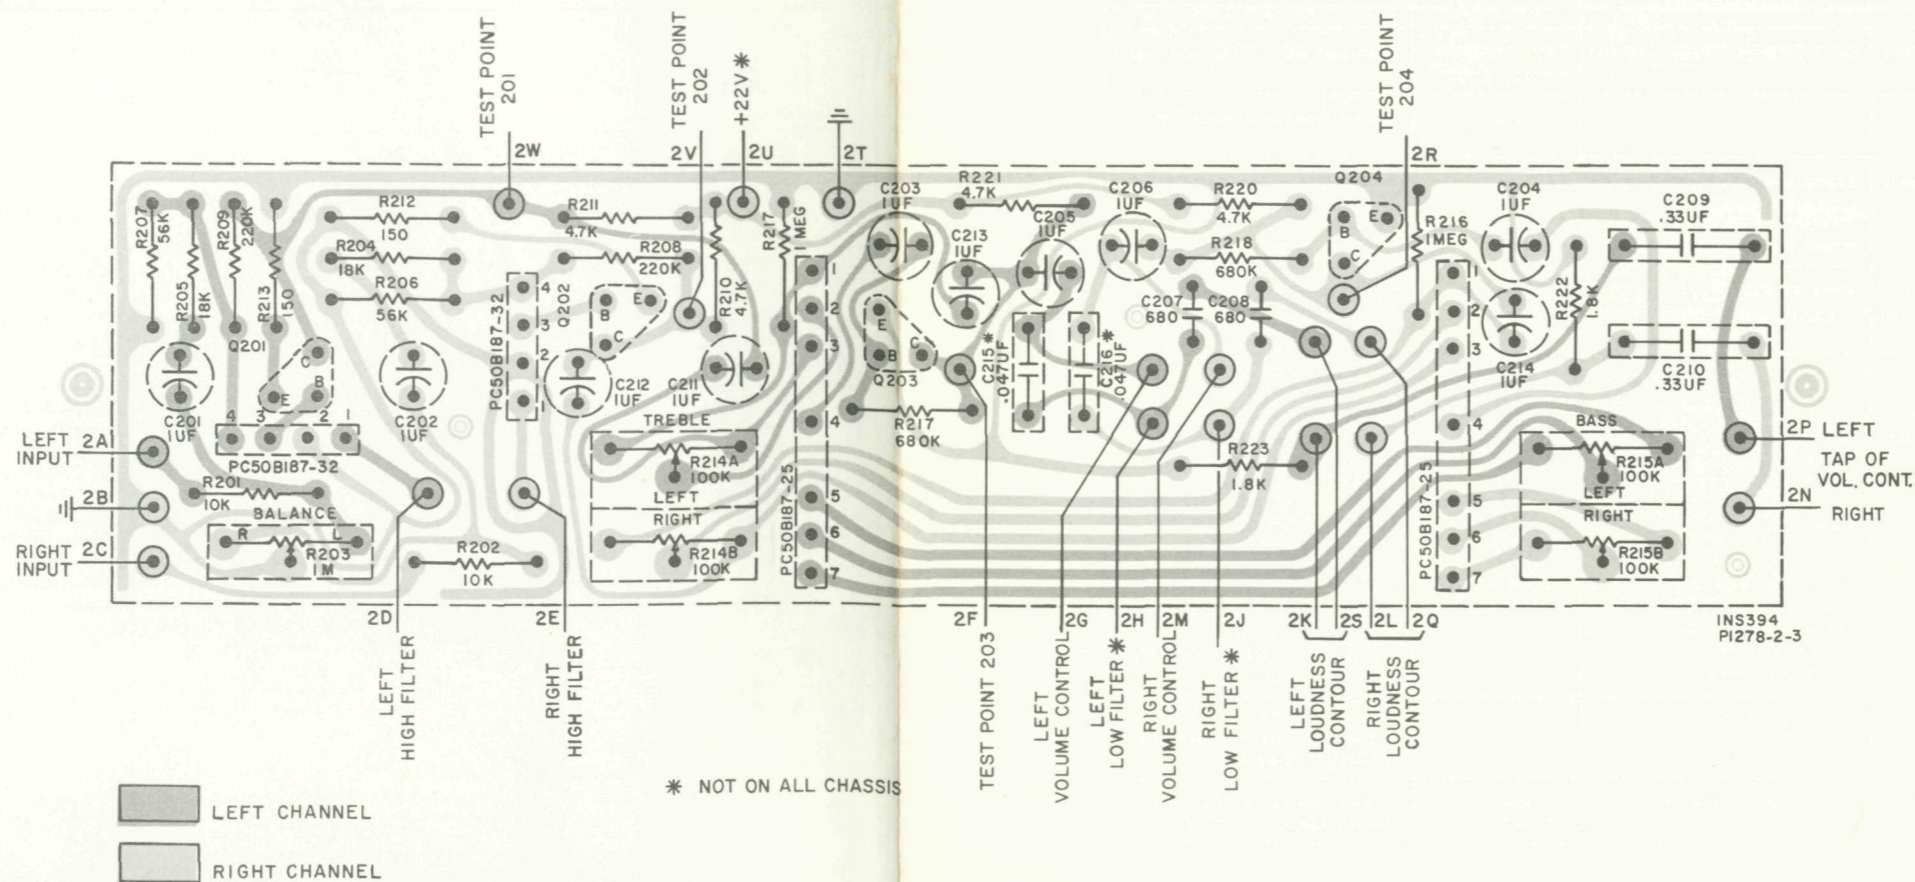 TEST POINT
201
TEST POINT
202
+22V*
TEST POINT
204
2W
2V
2U
2T
2R
R207
56K
R205
18K
R209
220K
R213
150
R212
150
R204
18K
R206
56K
R211
4.7K
R208
220K
R210
4.7K
R217
1 MEG
C203
1UF
R221
4.7K
C213
1UF
C205
1UF
C206
1UF
R220
4.7K
R218
680K
Q204
E
B
C
R216
1MEG
C204
1UF
R222
1.8K
C209
.33UF
C210
.33UF
C214
1UF
C207
680
C208
680
C215*
.047UF
C216*
.047UF
E
B
C
Q203
R217
680K
Q202
E
B
C
PC50B187-32
4
3
2
1
C212
1UF
C211
1UF
Q201
C
B
E
C201
1UF
C202
1UF
4
3
2
1
PC50B187-32
LEFT
INPUT
2A
2B
RIGHT
INPUT
2C
R201
10K
BALANCE
R
L
R203
1M
R202
10K
TREBLE
R214A
100K
LEFT
RIGHT
R214B
100K
PC50B187-25
1
2
3
4
5
6
7
R223
1.8K
PC50B187-25
1
2
3
4
5
6
7
BASS
R215A
100K
LEFT
RIGHT
R215B
100K
2P LEFT
TAP OF
VOL. CONT.
2N
RIGHT
INS394
P1278-2-3
2D
LEFT
HIGH FILTER
2E
RIGHT
HIGH FILTER
2F
TEST POINT 203
2G
LEFT
VOLUME CONTROL
2H
LEFT
LOW FILTER*
2M
RIGHT
VOLUME CONTROL
2J
RIGHT
LOW FILTER*
2K
2S
LEFT
LOUDNESS
CONTOUR
2L
2Q
RIGHT
LOUDNESS
CONTOUR
* NOT ON ALL CHASSIS
LEFT CHANNEL
RIGHT CHANNEL